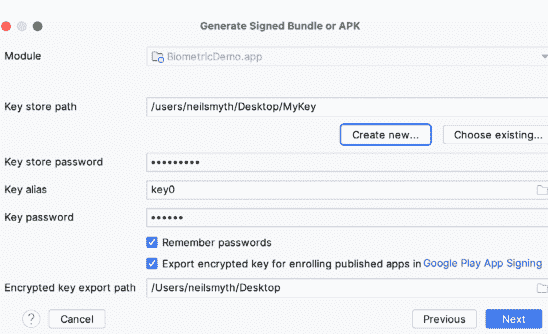 Generate Signed Bundle or APK
Module BiometricDemo.app
Key store path /users/neilsmyth/Desktop/MyKey
Create new... Choose existing...
Key store password •••••••••
Key alias key0
Key password ••••••
Remember passwords
Export encrypted key for enrolling published apps in Google Play App Signing
Encrypted key export path /Users/neilsmyth/Desktop
? Cancel Previous Next